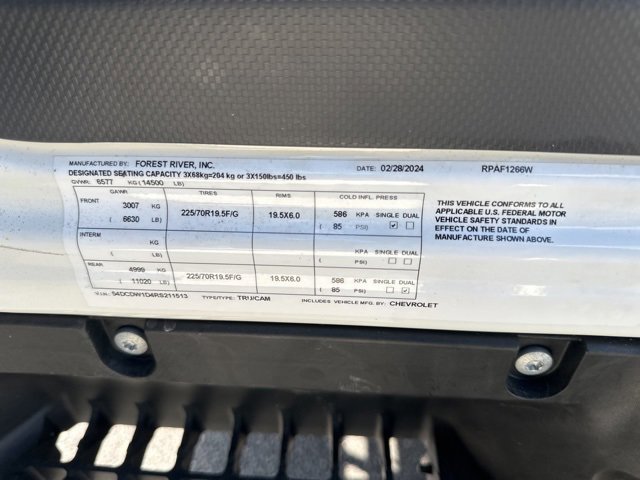 MANUFACTURED BY: FOREST RIVER, INC. DATE: 02/28/2024 RPAF1266W
DESIGNATED SEATING CAPACITY 3X68kg=204 kg or 3X150lbs=450 lbs
GVWR: 6577 KG (14500 LB)
GAWR TIRES RIMS COLD INFL. PRESS
FRONT 3007 KG 225/70R19.5F/G 19.5X6.0 586 KPA SINGLE DUAL
( 6630 LB) ( 85 PSI)
INTERM KG KPA SINGLE DUAL
( LB) ( PSI)
REAR 4999 KG 225/70R19.5F/G 19.5X6.0 586 KPA SINGLE DUAL
( 11020 LB) ( 85 PSI)
V.I.N.: 54DCDW1D4RS211513 TYPE/TYPE: TRU/CAM INCLUDES VEHICLE MFG. BY: CHEVROLET
THIS VEHICLE CONFORMS TO ALL
APPLICABLE U.S. FEDERAL MOTOR
VEHICLE SAFETY STANDARDS IN
EFFECT ON THE DATE OF
MANUFACTURE SHOWN ABOVE.